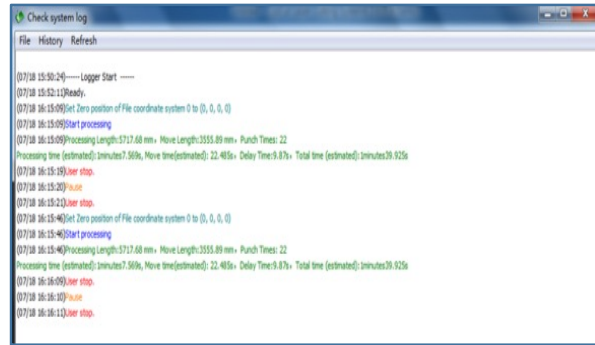 Check system log
File History Refresh
(07/18 15:50:24)------ Logger Start ------
(07/18 15:52:11)Ready.
(07/18 16:15:09)Set Zero position of File coordinate system 0 to (0, 0, 0, 0)
(07/18 16:15:09)Start processing
(07/18 16:15:09)Processing Length:5717.68 mm, Move Length:3555.89 mm, Punch Times: 22
Processing time (estimated): 1minutes7.569s, Move time(estimated): 22.485s, Delay Time:9.87s, Total time (estimated):1minutes39.925s
(07/18 16:15:19)User stop.
(07/18 16:15:20)Pause
(07/18 16:15:21)User stop.
(07/18 16:15:46)Set Zero position of File coordinate system 0 to (0, 0, 0, 0)
(07/18 16:15:46)Start processing
(07/18 16:15:46)Processing Length:5717.68 mm, Move Length:3555.89 mm, Punch Times: 22
Processing time (estimated): 1minutes7.569s, Move time(estimated): 22.485s, Delay Time:9.87s, Total time (estimated): 1minutes39.925s
(07/18 16:16:09)User stop.
(07/18 16:16:10)Pause
(07/18 16:16:11)User stop.